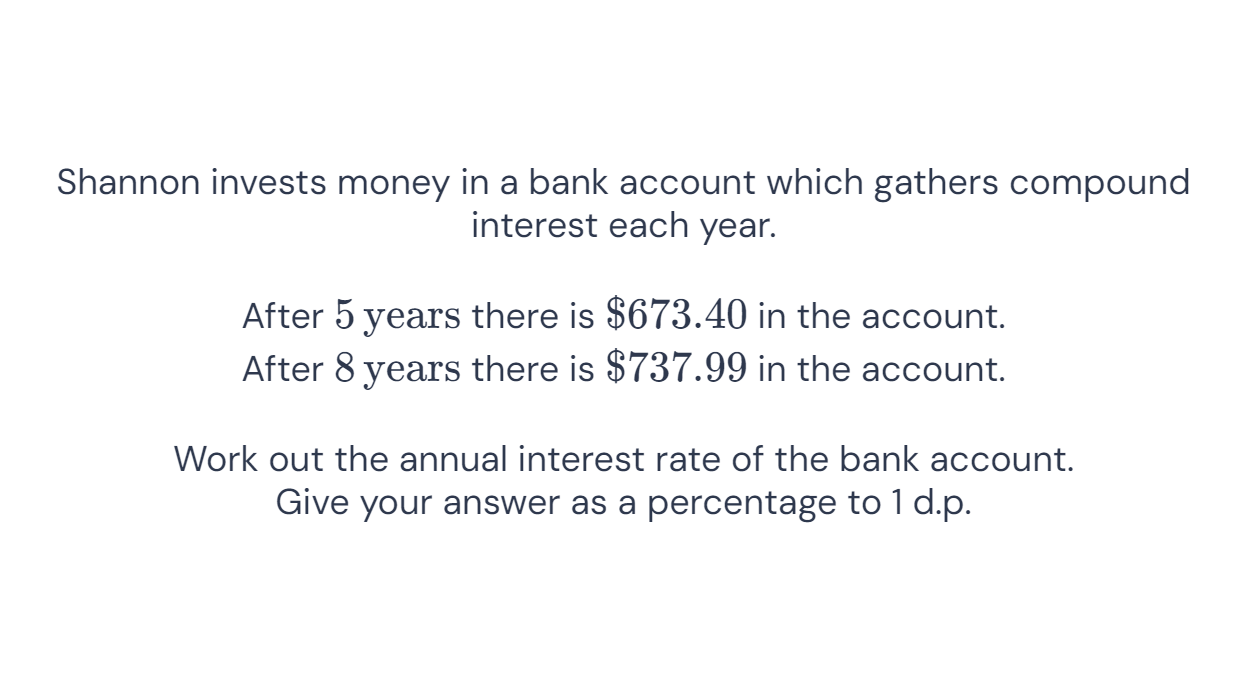 Shannon invests money in a bank account which gathers compound
interest each year.
After 5 years there is $673.40 in the account.
After 8 years there is $737.99 in the account.
Work out the annual interest rate of the bank account.
Give your answer as a percentage to 1 d.p.